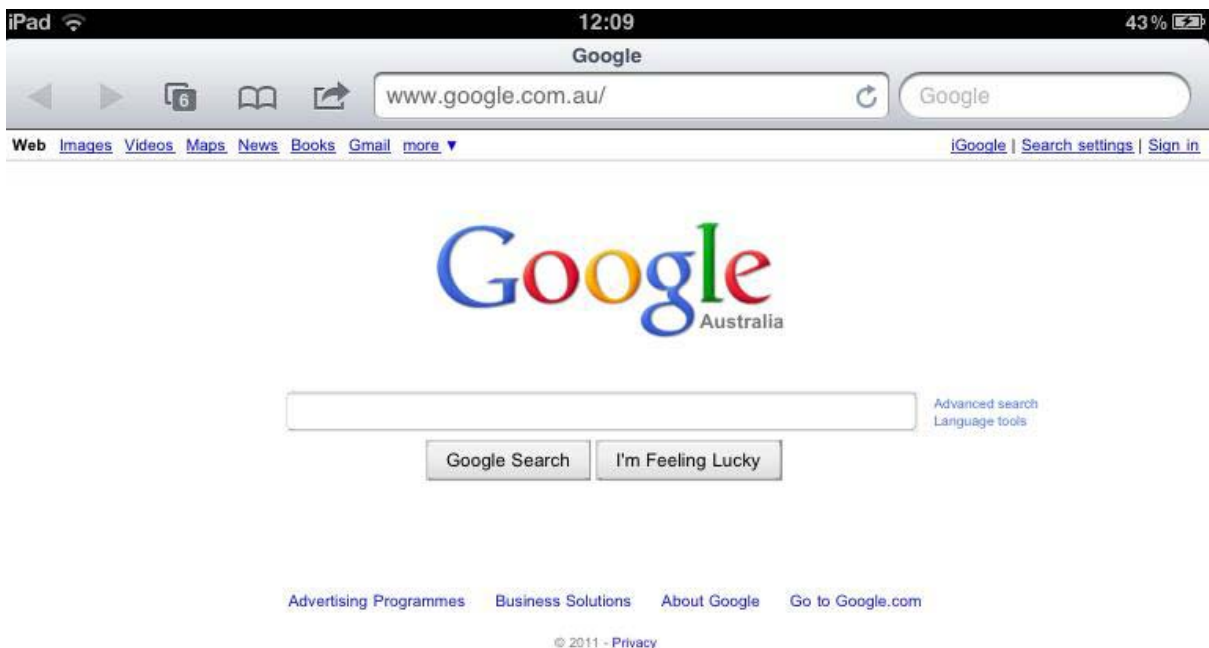 iPad 12:09 43%
Google
6 www.google.com.au/ Google
Web Images Videos Maps News Books Gmail more ▼ iGoogle | Search settings | Sign in
Google
Australia
Advanced search
Language tools
Google Search I'm Feeling Lucky
Advertising Programmes Business Solutions About Google Go to Google.com
© 2011 - Privacy